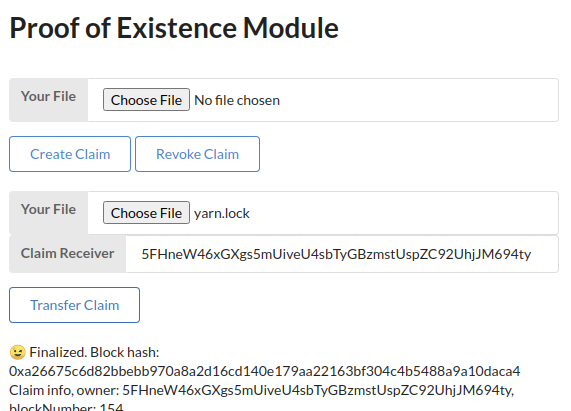 Proof of Existence Module
Your File
Choose File No file chosen
Create Claim
Revoke Claim
Your File
Choose File yarn.lock
Claim Receiver
5FHneW46xGXgs5mUiveU4sbTyGBzmstUspZC92UhjJM694ty
Transfer Claim
😉 Finalized. Block hash:
0xa26675c6d82bbebb970a8a2d16cd140e179aa22163bf304c4b5488a9a10daca4
Claim info, owner: 5FHneW46xGXgs5mUiveU4sbTyGBzmstUspZC92UhjJM694ty,
blockNumber: 154